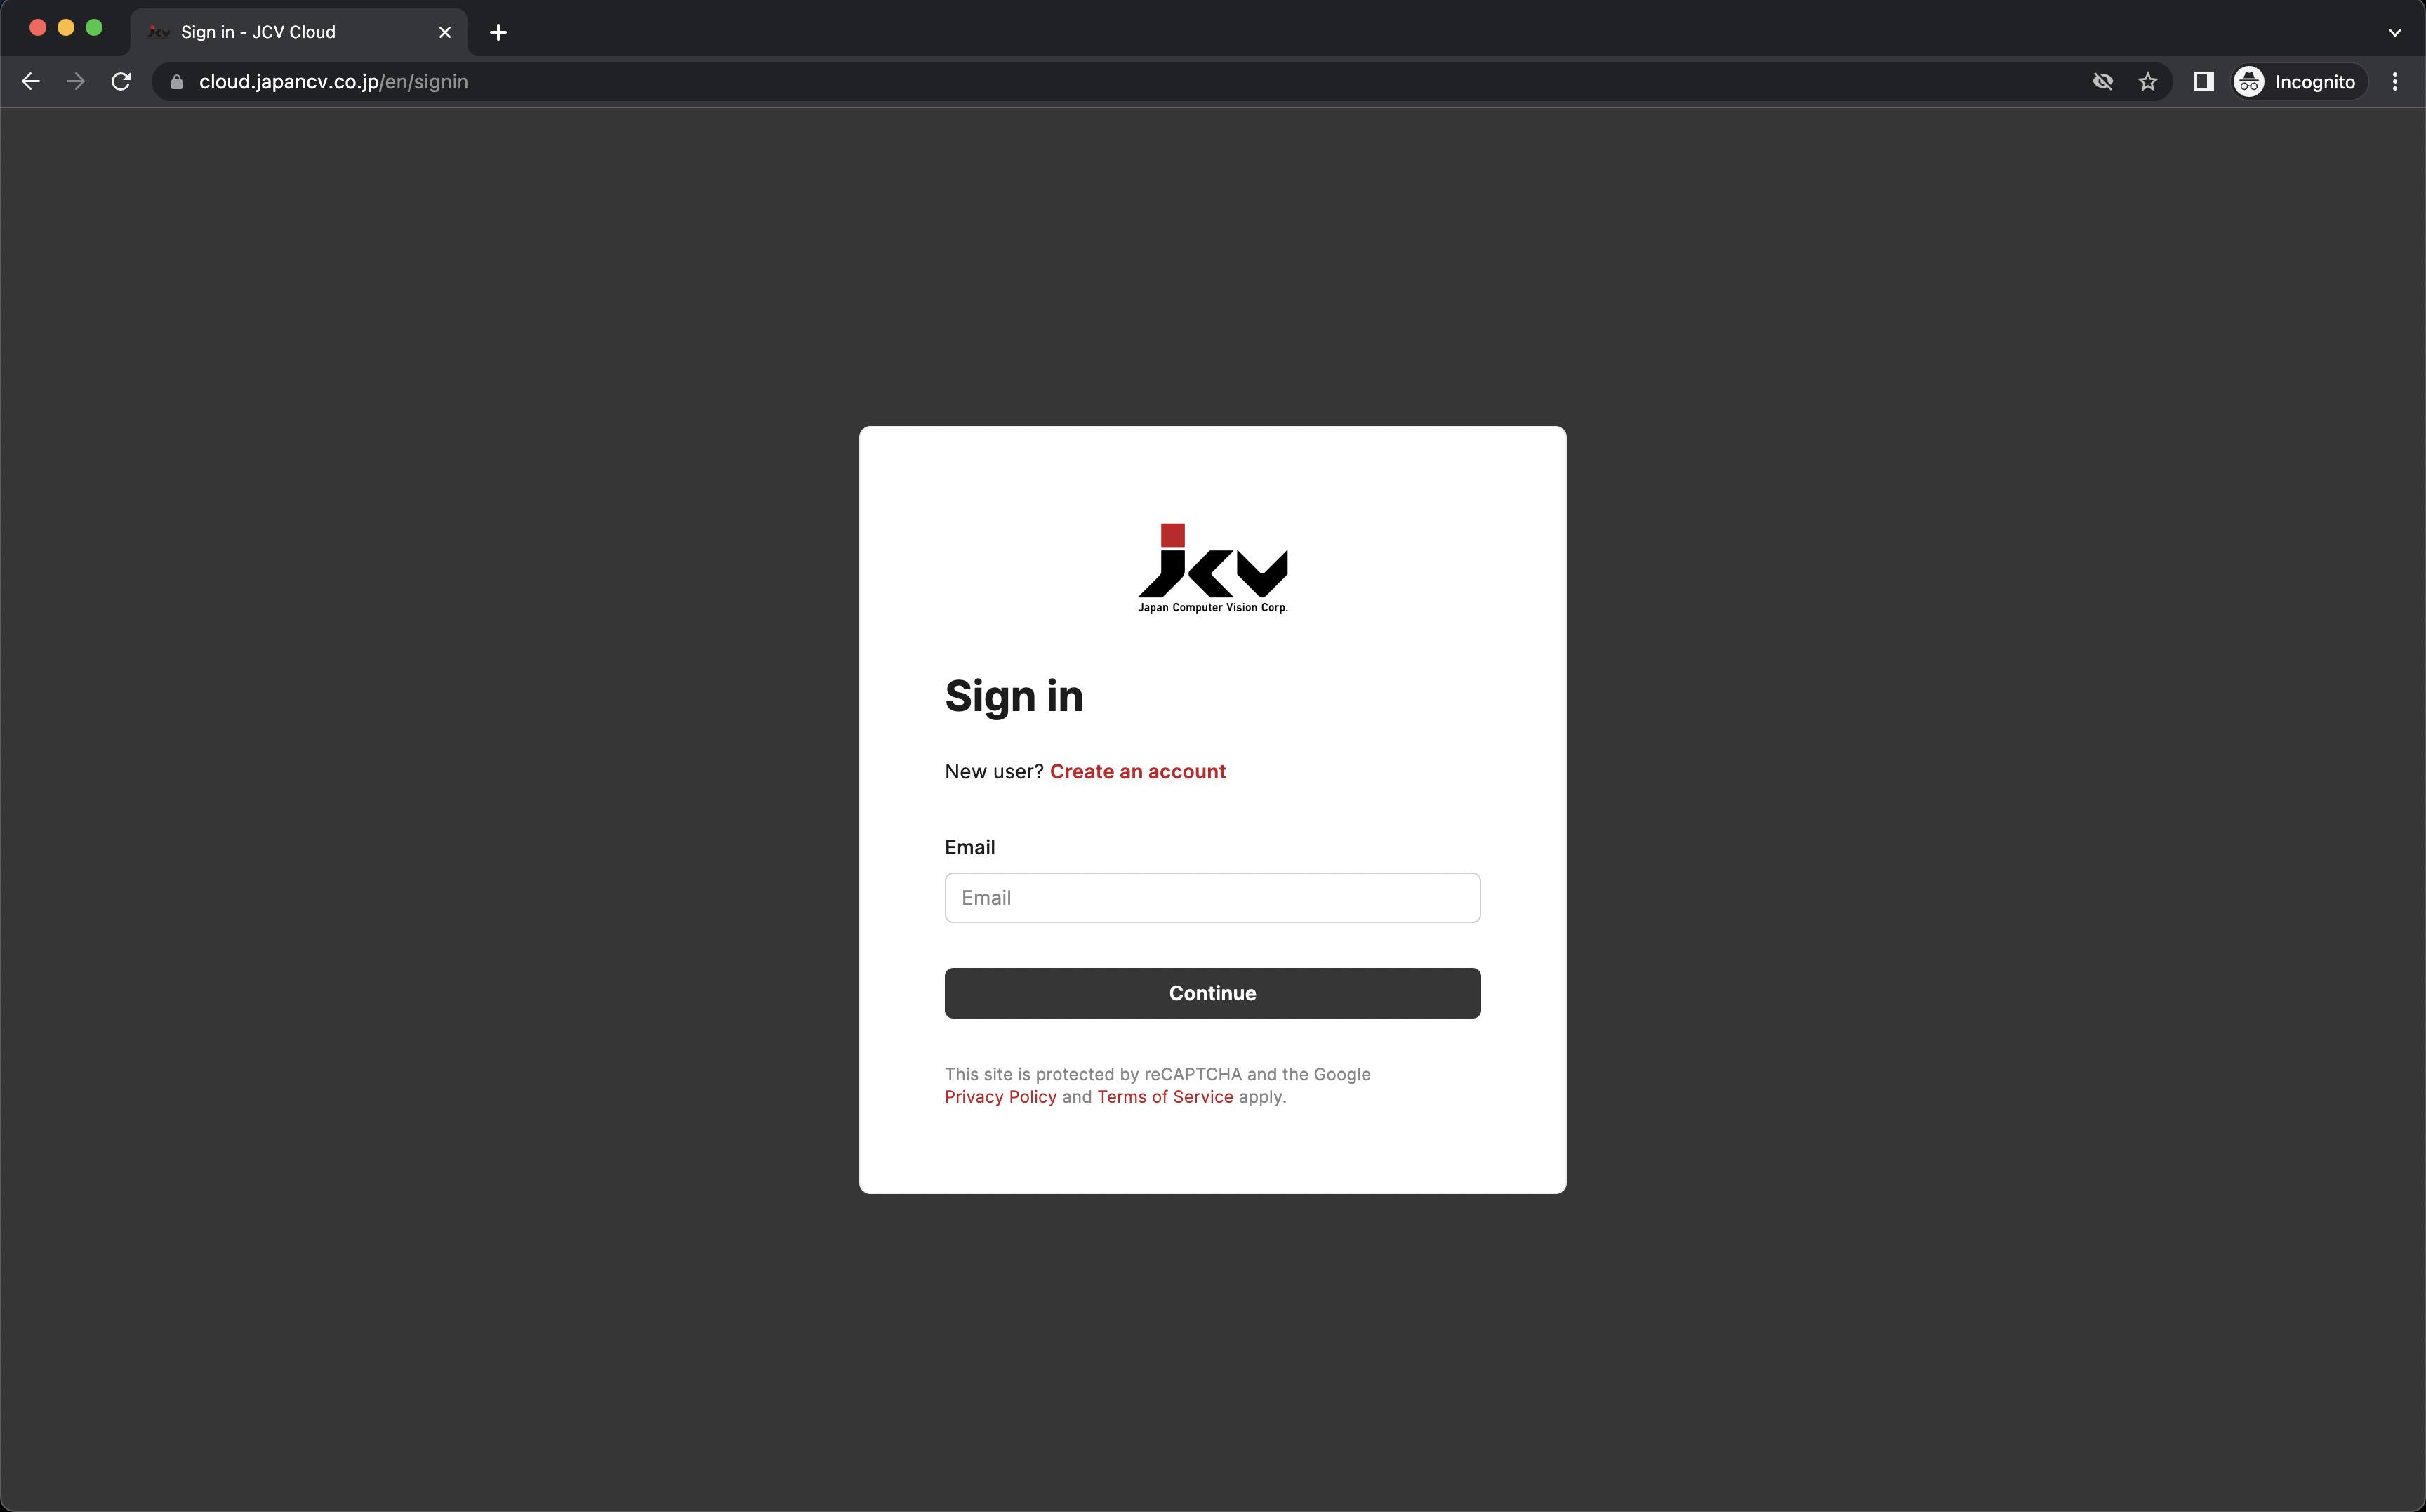 Sign in - JCV Cloud
cloud.japancv.co.jp/en/signin
Incognito
jcv
Japan Computer Vision Corp.
Sign in
New user? Create an account
Email
Email
Continue
This site is protected by reCAPTCHA and the Google
Privacy Policy and Terms of Service apply.